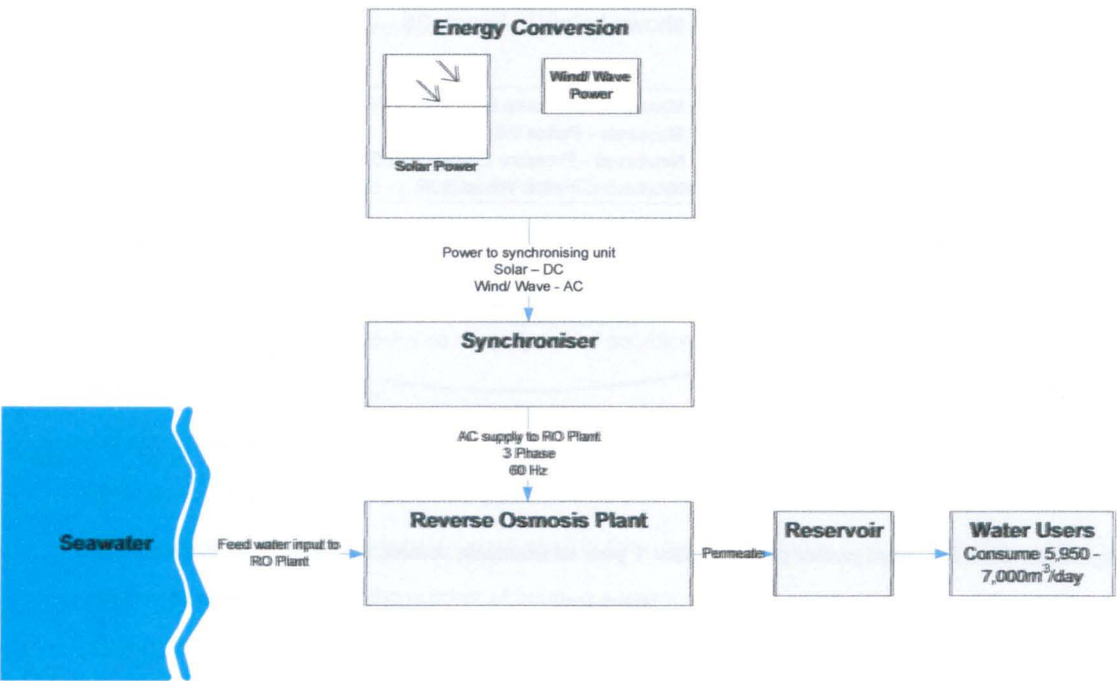 Energy Conversion
Wind/ Wave
Power
Solar Power
Power to synchronising unit
Solar – DC
Wind/ Wave - AC
Synchroniser
AC supply to RO Plant
3 Phase
60 Hz
Seawater
Feed water input to
RO Plant
Reverse Osmosis Plant
Permeate
Reservoir
Water Users
Consume 5,950 -
7,000m³/day